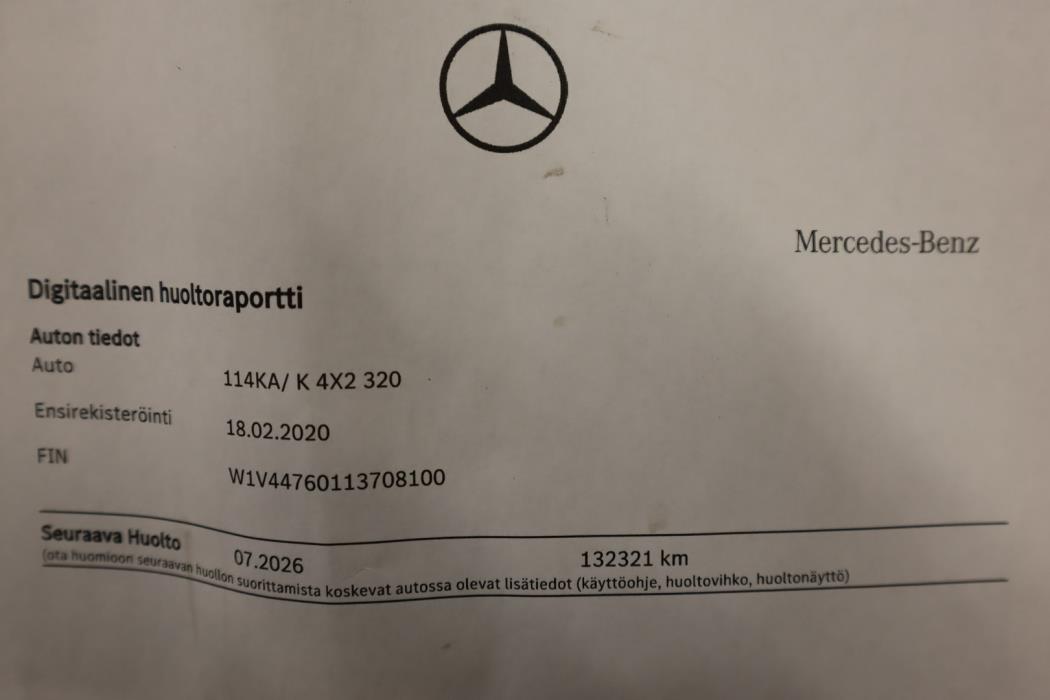 Mercedes-Benz
Digitaalinen huoltoraportti
Auton tiedot
Auto 114KA/ K 4X2 320
Ensirekisteröinti 18.02.2020
FIN W1V44760113708100
Seuraava Huolto 07.2026 132321 km
(ota huomioon seuraavan huollon suorittamista koskevat autossa olevat lisätiedot (käyttöohje, huoltovihko, huoltonäyttö)